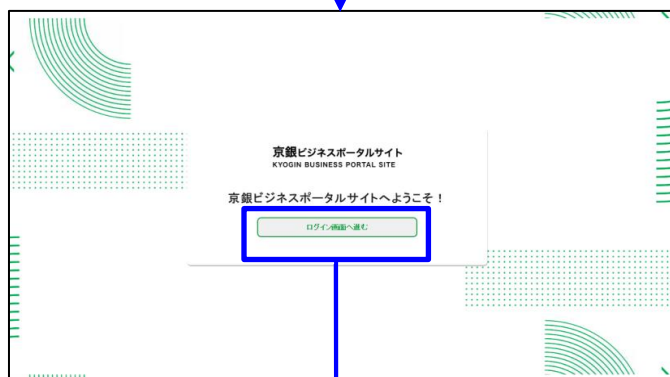 京銀ビジネスポータルサイト
KYOGIN BUSINESS PORTAL SITE
京銀ビジネスポータルサイトへようこそ！
ログイン画面へ進む